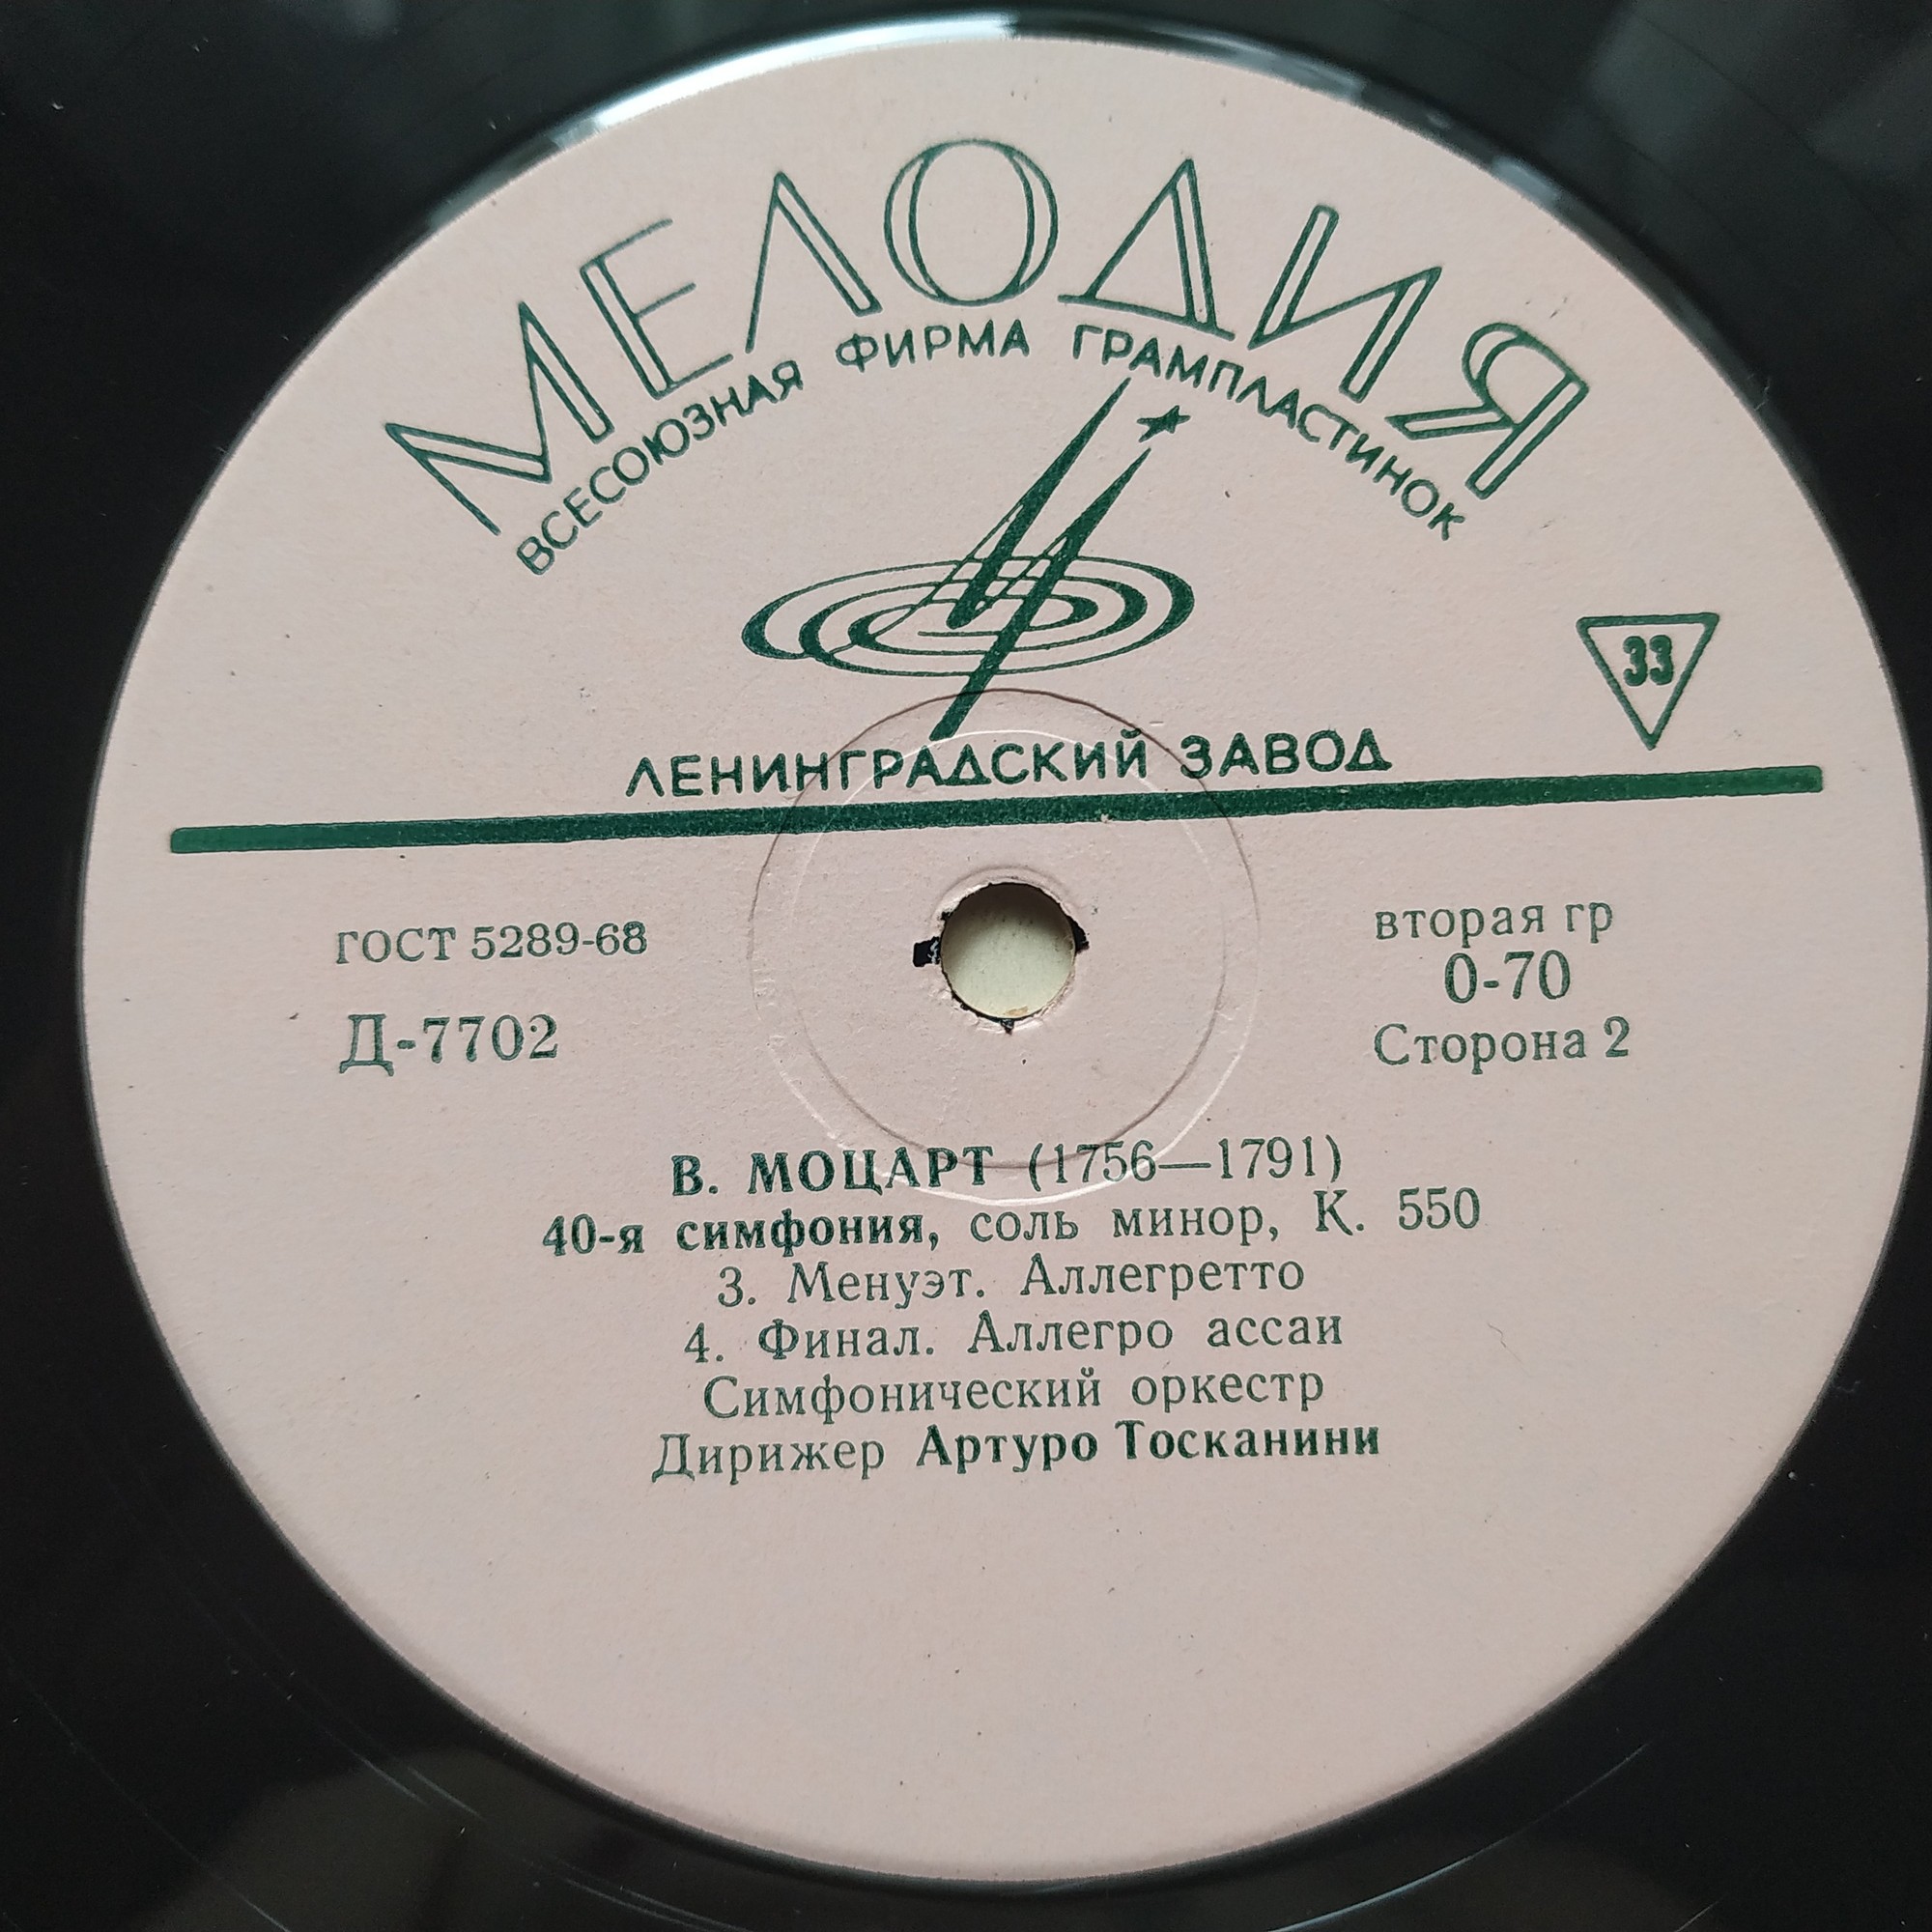 МЕЛОДИЯ
ВСЕСОЮЗНАЯ ФИРМА ГРАМПЛАСТИНОК
33
ЛЕНИНГРАДСКИЙ ЗАВОД
ГОСТ 5289-68
вторая гр
0-70
Д-7702
Сторона 2
В. МОЦАРТ (1756—1791)
40-я симфония, соль минор, К. 550
3. Менуэт. Аллегретто
4. Финал. Аллегро ассаи
Симфонический оркестр
Дирижер Артуро Тосканини